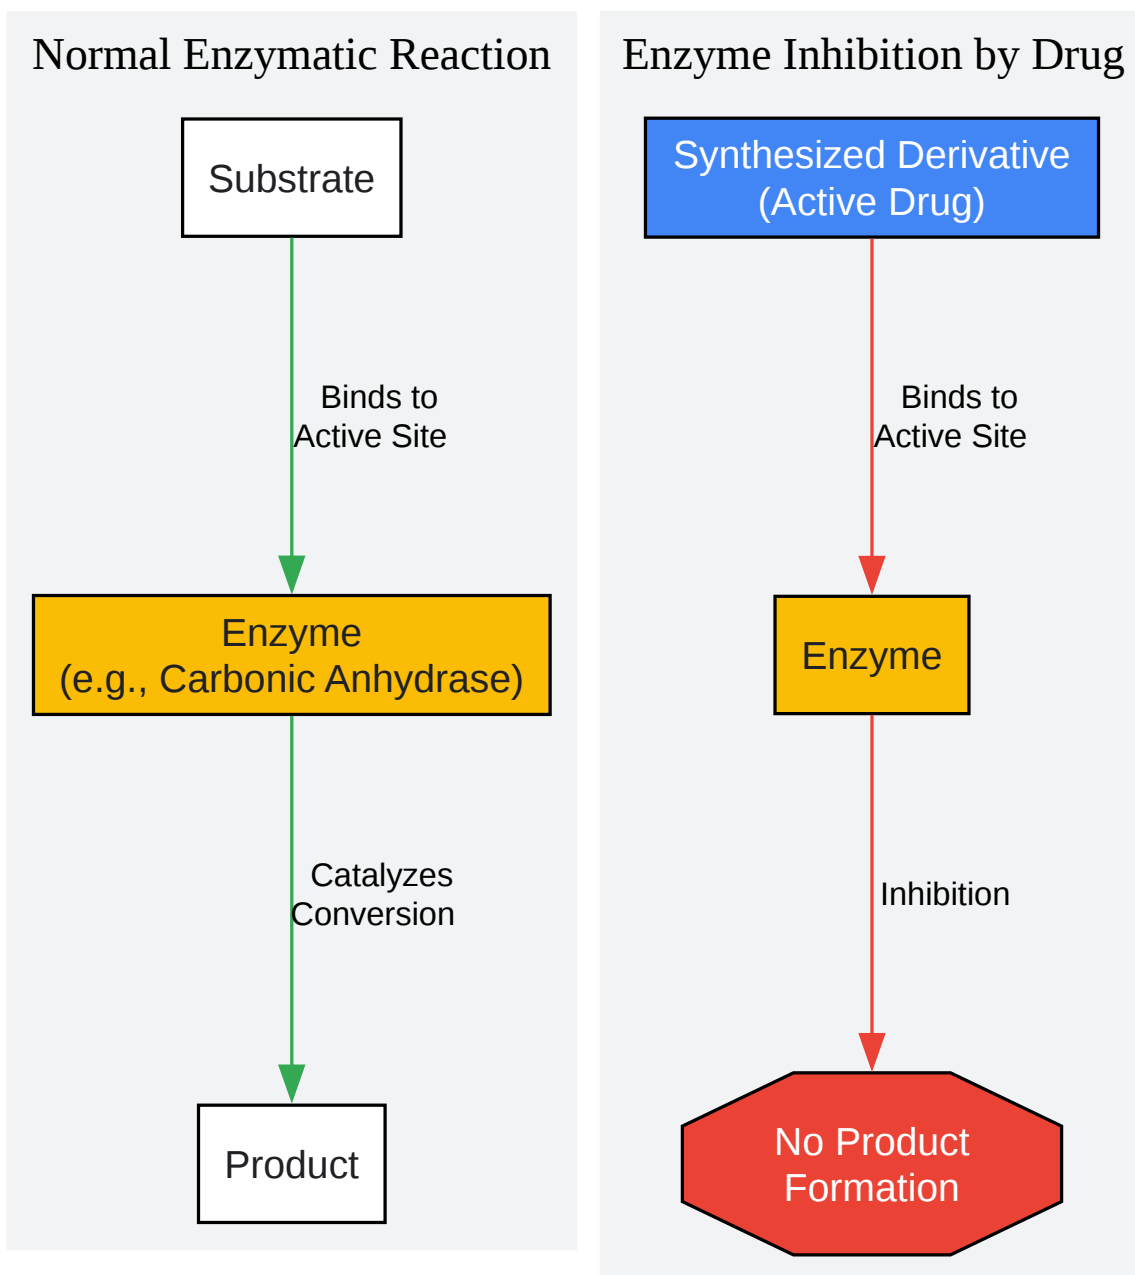 Normal Enzymatic Reaction
Substrate
Binds to
Active Site
Enzyme
(e.g., Carbonic Anhydrase)
Catalyzes
Conversion
Product
Enzyme Inhibition by Drug
Synthesized Derivative
(Active Drug)
Binds to
Active Site
Enzyme
Inhibition
No Product
Formation